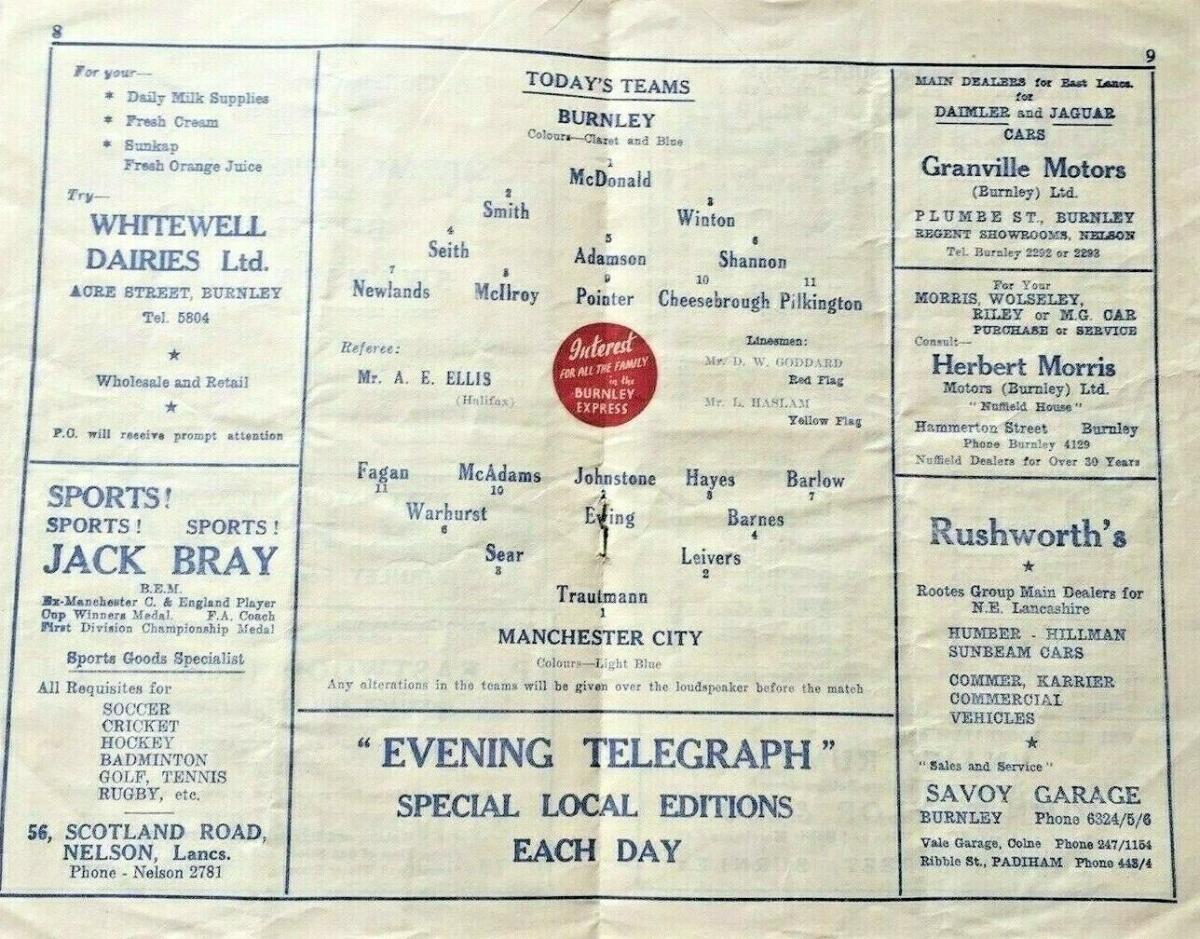 8
For your—
* Daily Milk Supplies
* Fresh Cream
* Sunkap
Fresh Orange Juice
Try—
WHITEWELL
DAIRIES Ltd.
ACRE STREET, BURNLEY
Tel. 5804
★
Wholesale and Retail
★
P.C. will receive prompt attention
SPORTS!
SPORTS! SPORTS!
JACK BRAY
B.E.M.
Ex-Manchester C. & England Player
Cup Winners Medal. F.A. Coach
First Division Championship Medal
Sports Goods Specialist
All Requisites for
SOCCER
CRICKET
HOCKEY
BADMINTON
GOLF, TENNIS
RUGBY, etc.
56, SCOTLAND ROAD,
NELSON, Lancs.
Phone - Nelson 2781
TODAY'S TEAMS
BURNLEY
Colours—Claret and Blue
1
McDonald
2 3
Smith Winton
4 5 6
Seith Adamson Shannon
7 8 9 10 11
Newlands McIlroy Pointer Cheesebrough Pilkington
Referee:
Mr. A. E. ELLIS
(Halifax)
Interest
FOR ALL THE FAMILY
in the
BURNLEY
EXPRESS
Linesmen:
Mr. D. W. GODDARD
Red Flag
Mr. L. HASLAM
Yellow Flag
Fagan McAdams Johnstone Hayes Barlow
11 10 8 7
Warhurst Ewing Barnes
6 4
Sear Leivers
3 2
Trautmann
1
MANCHESTER CITY
Colours—Light Blue
Any alterations in the teams will be given over the loudspeaker before the match
"EVENING TELEGRAPH"
SPECIAL LOCAL EDITIONS
EACH DAY
9
MAIN DEALERS for East Lancs.
for
DAIMLER and JAGUAR
CARS
Granville Motors
(Burnley) Ltd.
PLUMBE ST., BURNLEY
REGENT SHOWROOMS, NELSON
Tel. Burnley 2292 or 2293
For Your
MORRIS, WOLSELEY,
RILEY or M.G. CAR
PURCHASE or SERVICE
Consult—
Herbert Morris
Motors (Burnley) Ltd.
"Nuffield House"
Hammerton Street Burnley
Phone Burnley 4129
Nuffield Dealers for Over 30 Years
Rushworth's
★
Rootes Group Main Dealers for
N.E. Lancashire
HUMBER - HILLMAN
SUNBEAM CARS
COMMER, KARRIER
COMMERCIAL
VEHICLES
★
"Sales and Service"
SAVOY GARAGE
BURNLEY Phone 6324/5/6
Vale Garage, Colne Phone 247/1154
Ribble St., PADIHAM Phone 443/4